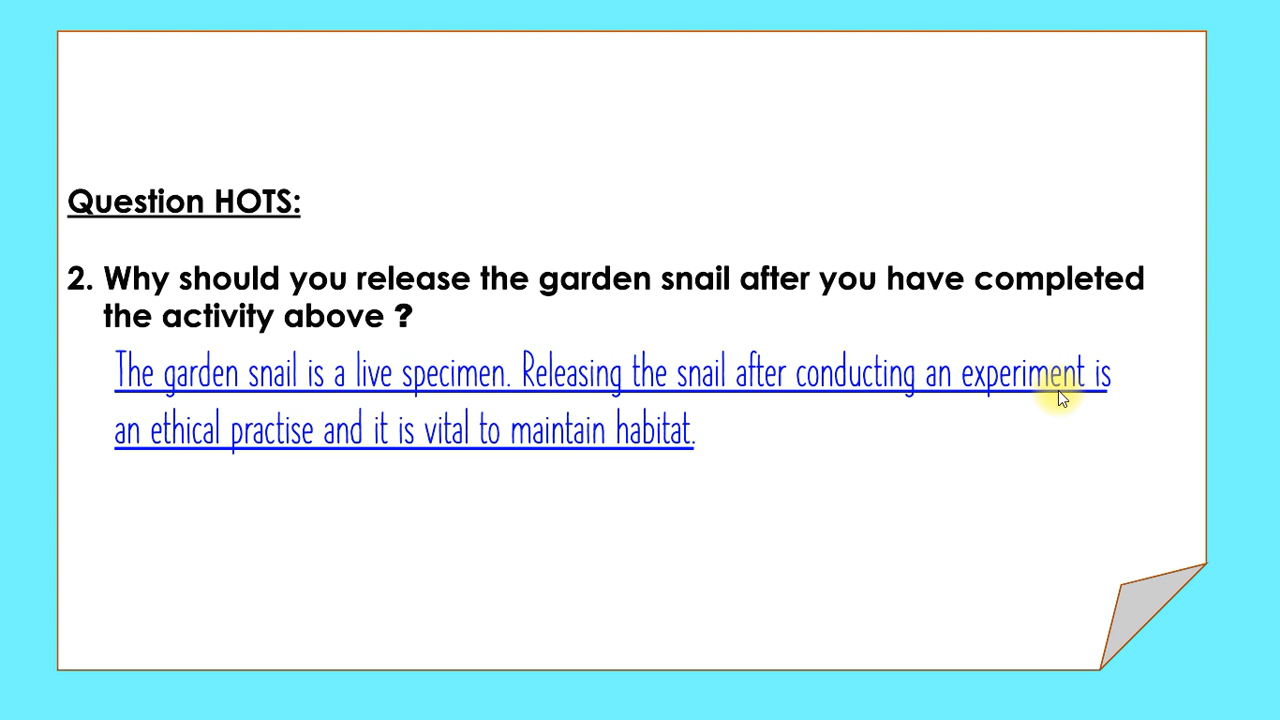 Question HOTS:
2. Why should you release the garden snail after you have completed
the activity above ?
The garden snail is a live specimen. Releasing the snail after conducting an experiment is
an ethical practise and it is vital to maintain habitat.